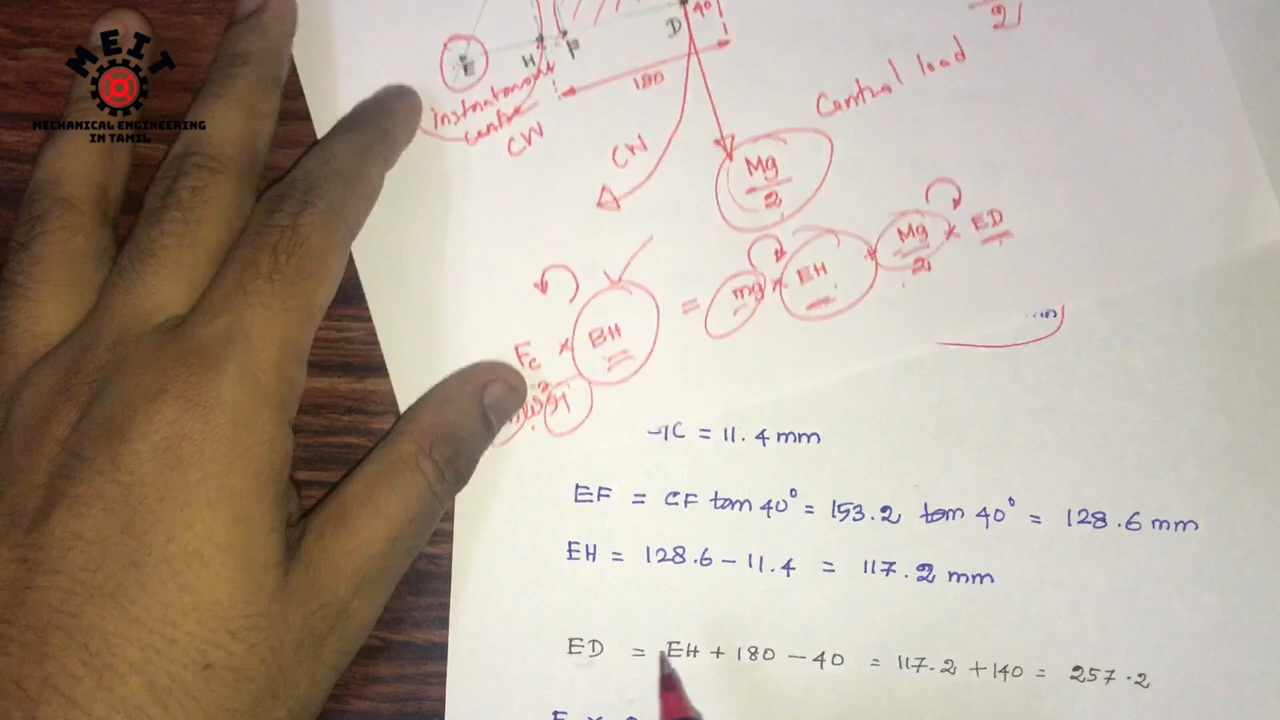 MEIT
MECHANICAL ENGINEERING
IN TAMIL
E H F D 40
2
180
instantaneous
centre
CW
CW
Central load
Mg/2
Fc × BH = mg × EH + Mg/2 × ED
IC = 11.4 mm
EF = CF tan 40° = 153.2 tan 40° = 128.6 mm
EH = 128.6 - 11.4 = 117.2 mm
ED = EH + 180 - 40 = 117.2 + 140 = 257.2